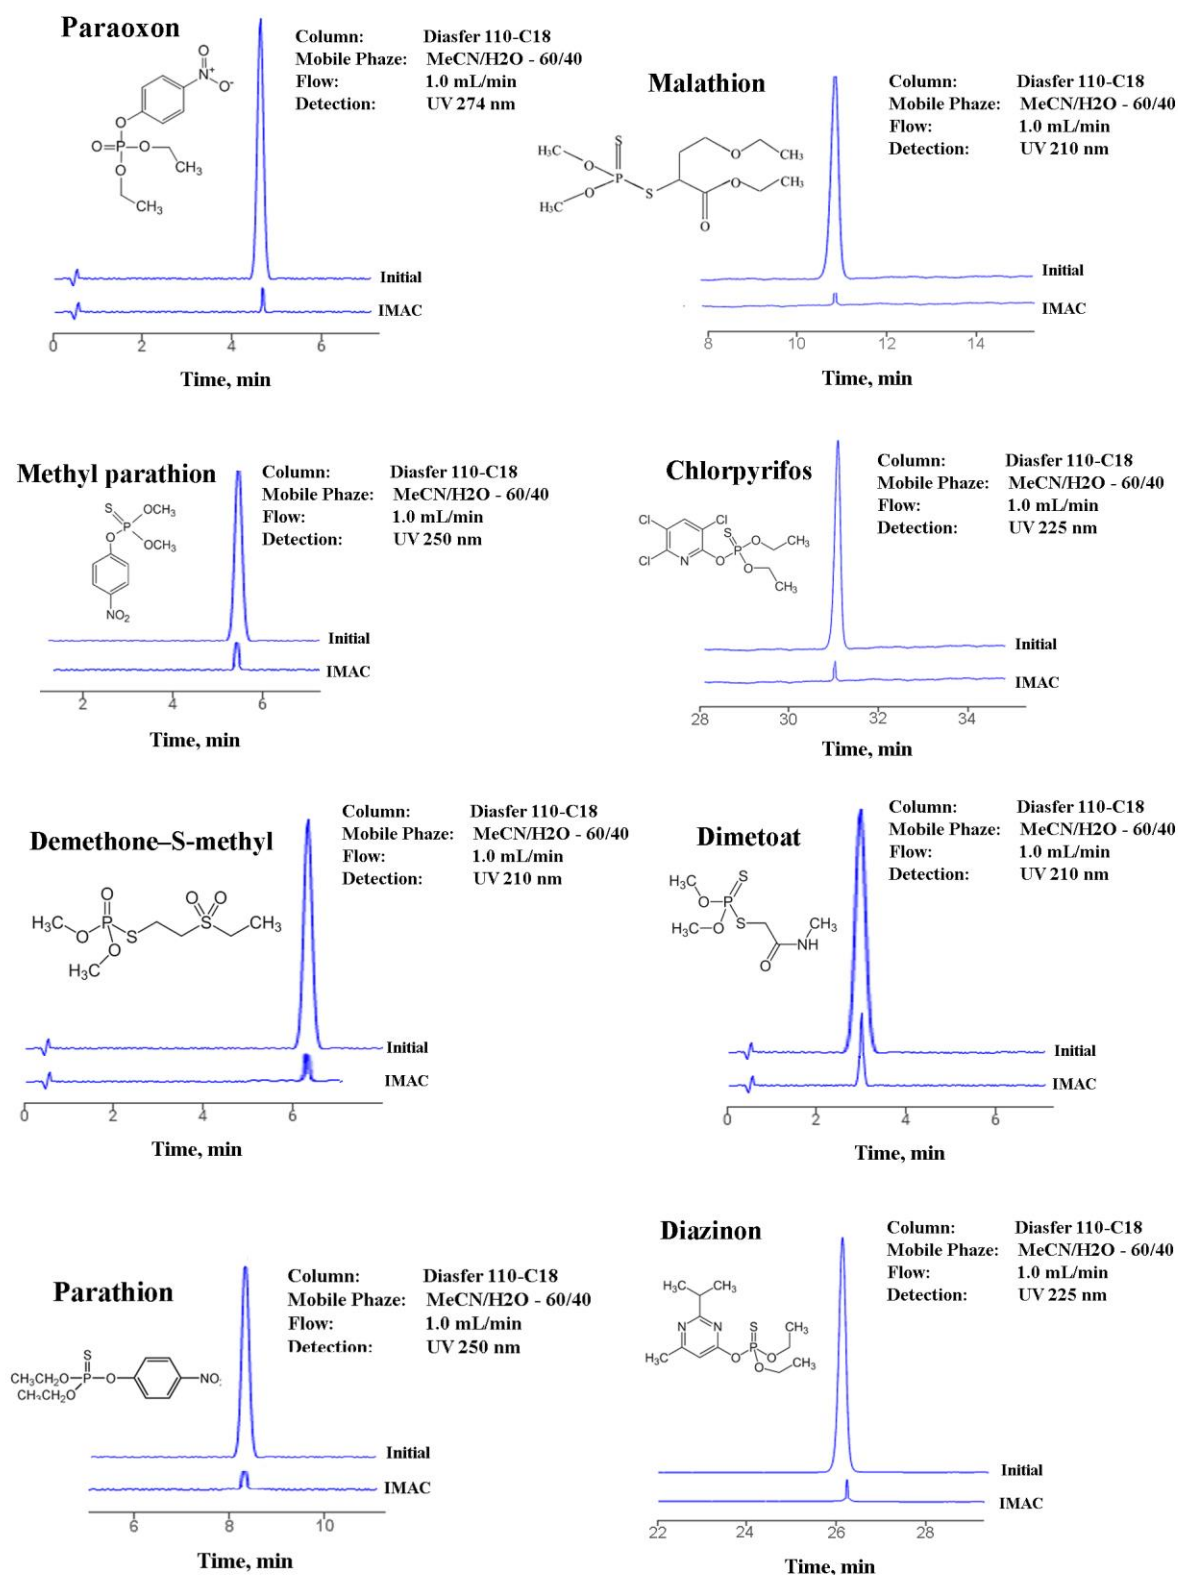 Paraoxon
Column: Diasfer 110-C18
Mobile Phaze: MeCN/H2O - 60/40
Flow: 1.0 mL/min
Detection: UV 274 nm
O
N+
O-
O
O=P-O
O
CH3
CH3
Initial
IMAC
0 2 4 6
Time, min
Malathion
Column: Diasfer 110-C18
Mobile Phaze: MeCN/H2O - 60/40
Flow: 1.0 mL/min
Detection: UV 210 nm
S
H3C
O
O
CH3
P
O
S
O
CH3
H3C
O
Initial
IMAC
8 10 12 14
Time, min
Methyl parathion
Column: Diasfer 110-C18
Mobile Phaze: MeCN/H2O - 60/40
Flow: 1.0 mL/min
Detection: UV 250 nm
S
OCH3
P
O
OCH3
NO2
Initial
IMAC
2 4 6
Time, min
Chlorpyrifos
Column: Diasfer 110-C18
Mobile Phaze: MeCN/H2O - 60/40
Flow: 1.0 mL/min
Detection: UV 225 nm
Cl
Cl
S
O
CH3
Cl
N
O
P
O
CH3
Initial
IMAC
28 30 32 34
Time, min
Demethone–S-methyl
Column: Diasfer 110-C18
Mobile Phaze: MeCN/H2O - 60/40
Flow: 1.0 mL/min
Detection: UV 210 nm
O
O O
H3C
P
S
CH3
O
S
O
H3C
Initial
IMAC
0 2 4 6
Time, min
Dimetoat
Column: Diasfer 110-C18
Mobile Phaze: MeCN/H2O - 60/40
Flow: 1.0 mL/min
Detection: UV 210 nm
H3C
S
O
P
H3C-O
S
CH3
NH
O
Initial
IMAC
0 2 4 6
Time, min
Parathion
Column: Diasfer 110-C18
Mobile Phaze: MeCN/H2O - 60/40
Flow: 1.0 mL/min
Detection: UV 250 nm
S
CH3CH2O-P-O
NO
CH3CH2O
Initial
IMAC
6 8 10
Time, min
Diazinon
Column: Diasfer 110-C18
Mobile Phaze: MeCN/H2O - 60/40
Flow: 1.0 mL/min
Detection: UV 225 nm
H3C
CH3
N
N
S
CH3
H3C
O
P
O
O
CH3
Initial
IMAC
22 24 26 28
Time, min